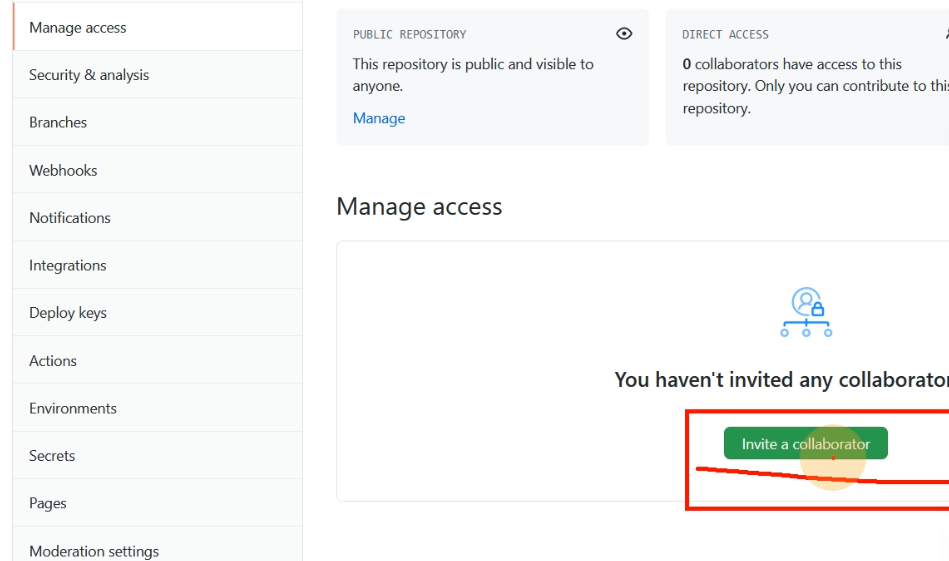 Manage access
Security & analysis
Branches
Webhooks
Notifications
Integrations
Deploy keys
Actions
Environments
Secrets
Pages
Moderation settings
PUBLIC REPOSITORY
This repository is public and visible to
anyone.
Manage
DIRECT ACCESS
0 collaborators have access to this
repository. Only you can contribute to this
repository.
Manage access
You haven't invited any collaborator
Invite a collaborator